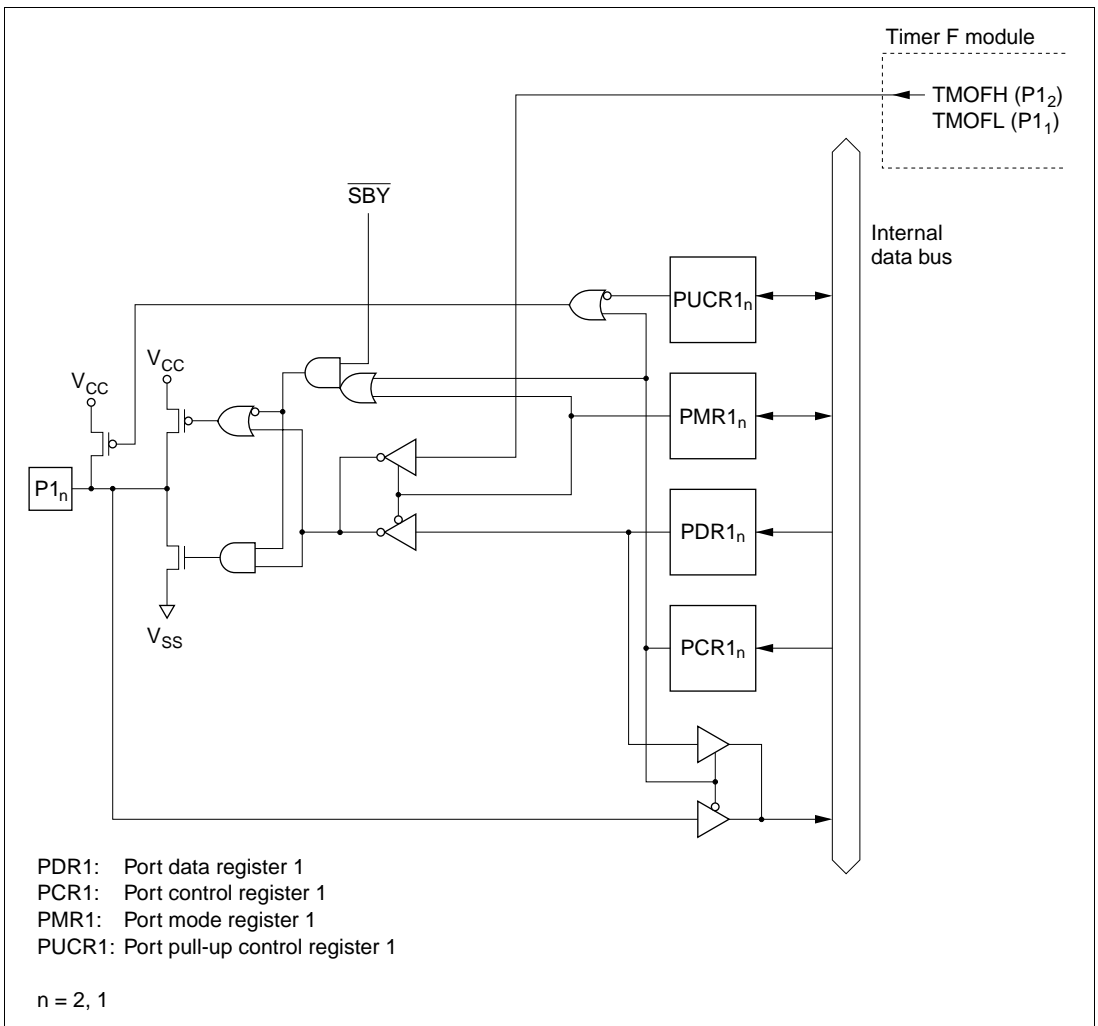 Timer F module
TMOFH (P1₂)
TMOFL (P1₁)
SBY
Internal
data bus
PUCR1ₙ
VCC
VCC
PMR1ₙ
P1ₙ
PDR1ₙ
VSS
PCR1ₙ
PDR1: Port data register 1
PCR1: Port control register 1
PMR1: Port mode register 1
PUCR1: Port pull-up control register 1
n = 2, 1